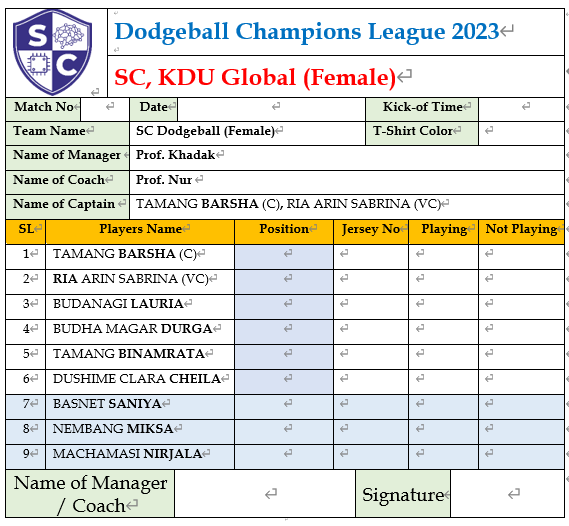 S
C
Dodgeball Champions League 2023
SC, KDU Global (Female)
Match No Date Kick-of Time
Team Name SC Dodgeball (Female) T-Shirt Color
Name of Manager Prof. Khadak
Name of Coach Prof. Nur
Name of Captain TAMANG BARSHA (C), RIA ARIN SABRINA (VC)
SL Players Name Position Jersey No Playing Not Playing
1 TAMANG BARSHA (C)
2 RIA ARIN SABRINA (VC)
3 BUDANAGI LAURIA
4 BUDHA MAGAR DURGA
5 TAMANG BINAMRATA
6 DUSHIME CLARA CHEILA
7 BASNET SANIYA
8 NEMBANG MIKSA
9 MACHAMASI NIRJALA
Name of Manager
/ Coach Signature